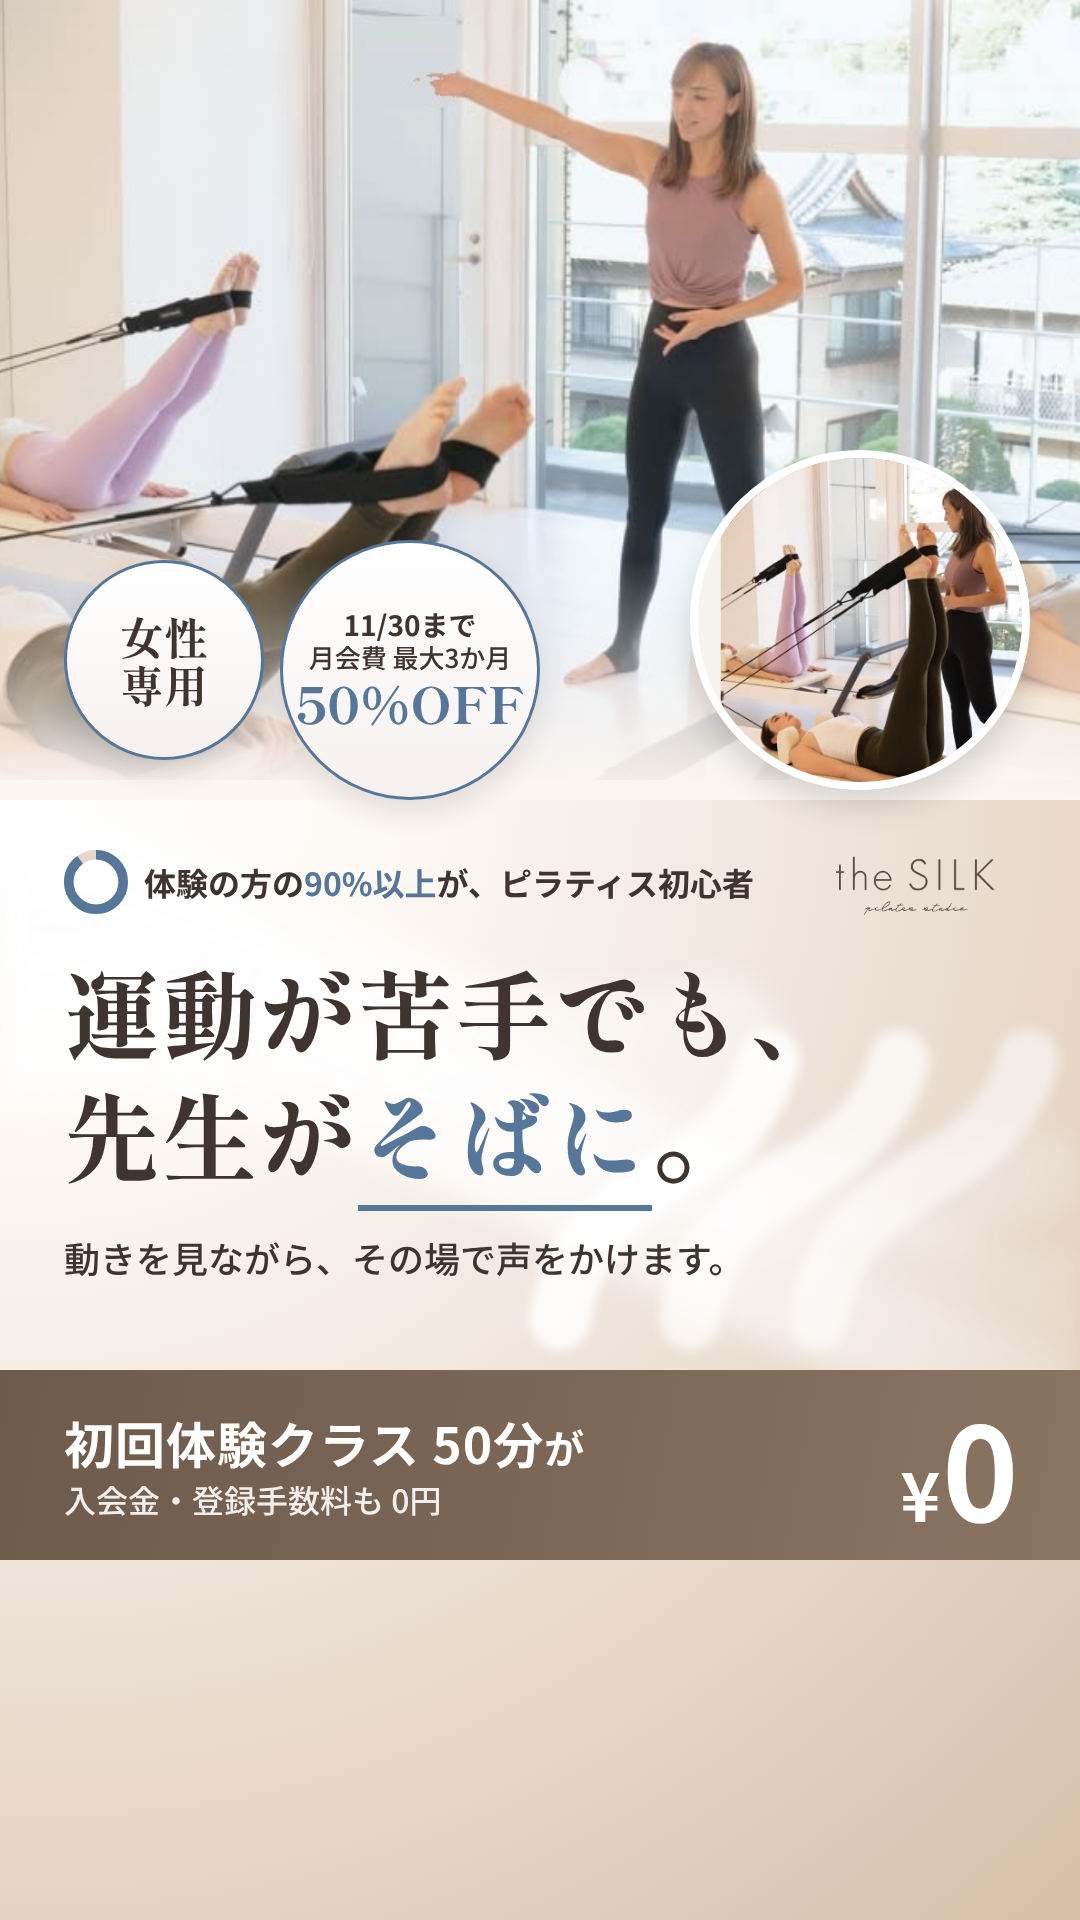 女性
専用
11/30まで
月会費 最大3か月
50%OFF
体験の方の90%以上が、ピラティス初心者
the SILK
pilates studio
運動が苦手でも、
先生がそばに。
動きを見ながら、その場で声をかけます。
初回体験クラス 50分が
入会金・登録手数料も 0円
¥0